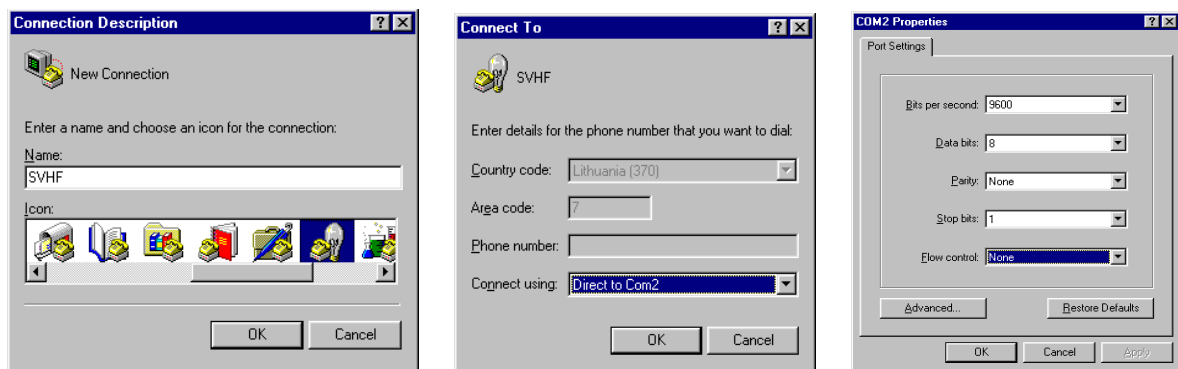 Connection Description
New Connection
Enter a name and choose an icon for the connection:
Name:
SVHF
Icon:
OK Cancel
Connect To
SVHF
Enter details for the phone number that you want to dial:
Country code: Lithuania (370)
Area code: 7
Phone number:
Connect using: Direct to Com2
OK Cancel
COM2 Properties
Port Settings
Bits per second: 9600
Data bits: 8
Parity: None
Stop bits: 1
Flow control: None
Advanced... Restore Defaults
OK Cancel Apply